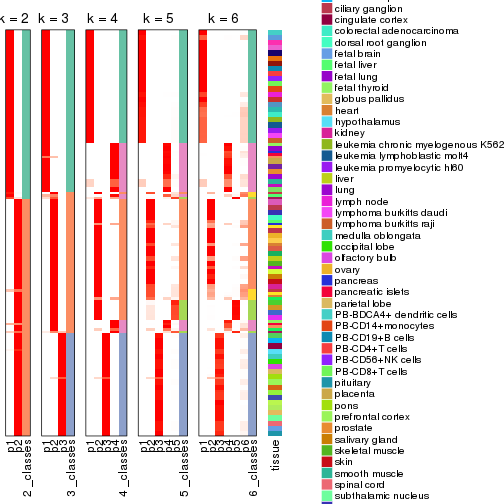 k = 2 k = 3 k = 4 k = 5 k = 6
p1
p2
2_classes
p1
p2
p3
3_classes
p1
p2
p3
p4
4_classes
p1
p2
p3
p4
p5
5_classes
p1
p2
p3
p4
p5
p6
6_classes
tissue
ciliary ganglion
cingulate cortex
colorectal adenocarcinoma
dorsal root ganglion
fetal brain
fetal liver
fetal lung
fetal thyroid
globus pallidus
heart
hypothalamus
kidney
leukemia chronic myelogenous K562
leukemia lymphoblastic molt4
leukemia promyelocytic hl60
liver
lung
lymph node
lymphoma burkitts daudi
lymphoma burkitts raji
medulla oblongata
occipital lobe
olfactory bulb
ovary
pancreas
pancreatic islets
parietal lobe
PB-BDCA4+ dendritic cells
PB-CD14+monocytes
PB-CD19+B cells
PB-CD4+T cells
PB-CD56+NK cells
PB-CD8+T cells
pituitary
placenta
pons
prefrontal cortex
prostate
salivary gland
skeletal muscle
skin
smooth muscle
spinal cord
subthalamic nucleus